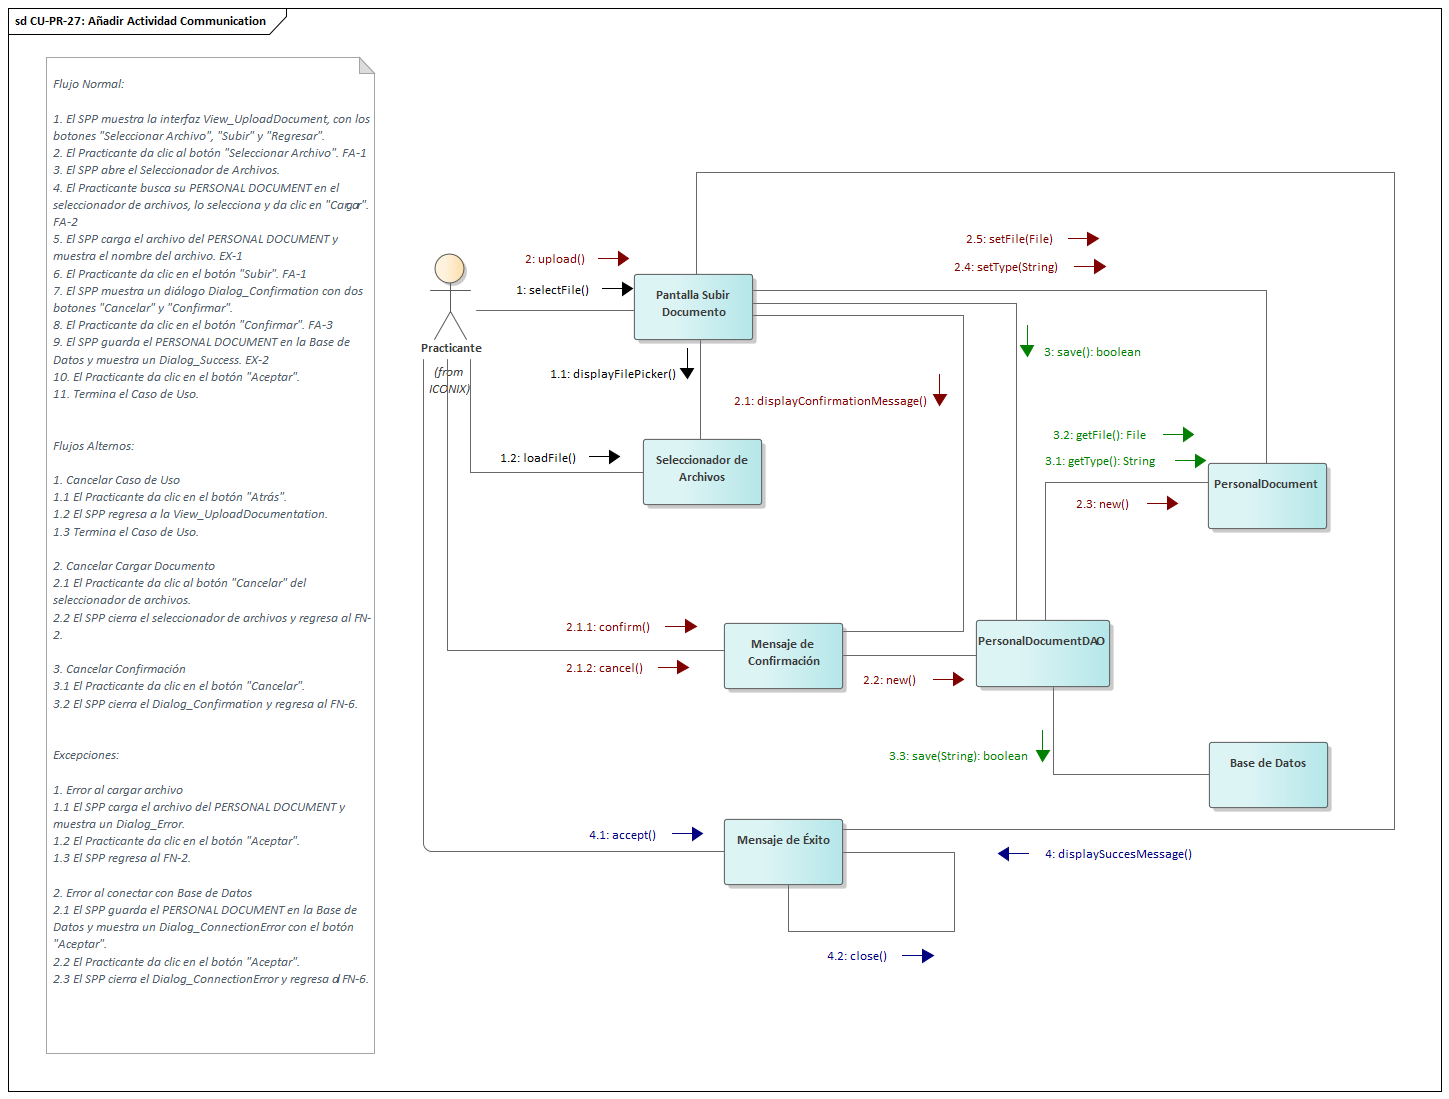 sd CU-PR-27: Añadir Actividad Communication
Flujo Normal:
1. El SPP muestra la interfaz View_UploadDocument, con los
botones "Seleccionar Archivo", "Subir" y "Regresar".
2. El Practicante da clic al botón "Seleccionar Archivo". FA-1
3. El SPP abre el Seleccionador de Archivos.
4. El Practicante busca su PERSONAL DOCUMENT en el
seleccionador de archivos, lo selecciona y da clic en "Cargar".
FA-2
5. El SPP carga el archivo del PERSONAL DOCUMENT y
muestra el nombre del archivo. EX-1
6. El Practicante da clic en el botón "Subir". FA-1
7. El SPP muestra un diálogo Dialog_Confirmation con dos
botones "Cancelar" y "Confirmar".
8. El Practicante da clic en el botón "Confirmar". FA-3
9. El SPP guarda el PERSONAL DOCUMENT en la Base de
Datos y muestra un Dialog_Success. EX-2
10. El Practicante da clic en el botón "Aceptar".
11. Termina el Caso de Uso.
Flujos Alternos:
1. Cancelar Caso de Uso
1.1 El Practicante da clic en el botón "Atrás".
1.2 El SPP regresa a la View_UploadDocumentation.
1.3 Termina el Caso de Uso.
2. Cancelar Cargar Documento
2.1 El Practicante da clic al botón "Cancelar" del
seleccionador de archivos.
2.2 El SPP cierra el seleccionador de archivos y regresa al FN-
2.
3. Cancelar Confirmación
3.1 El Practicante da clic en el botón "Cancelar".
3.2 El SPP cierra el Dialog_Confirmation y regresa al FN-6.
Excepciones:
1. Error al cargar archivo
1.1 El SPP carga el archivo del PERSONAL DOCUMENT y
muestra un Dialog_Error.
1.2 El Practicante da clic en el botón "Aceptar".
1.3 El SPP regresa al FN-2.
2. Error al conectar con Base de Datos
2.1 El SPP guarda el PERSONAL DOCUMENT en la Base de
Datos y muestra un Dialog_ConnectionError con el botón
"Aceptar".
2.2 El Practicante da clic en el botón "Aceptar".
2.3 El SPP cierra el Dialog_ConnectionError y regresa al FN-6.
Practicante
(from
ICONIX)
2: upload()
1: selectFile()
Pantalla Subir
Documento
2.5: setFile(File)
2.4: setType(String)
3: save(): boolean
1.1: displayFilePicker()
2.1: displayConfirmationMessage()
3.2: getFile(): File
3.1: getType(): String
1.2: loadFile()
Seleccionador de
Archivos
PersonalDocument
2.3: new()
2.1.1: confirm()
2.1.2: cancel()
Mensaje de
Confirmación
2.2: new()
PersonalDocumentDAO
3.3: save(String): boolean
Base de Datos
4.1: accept()
Mensaje de Éxito
4: displaySuccesMessage()
4.2: close()